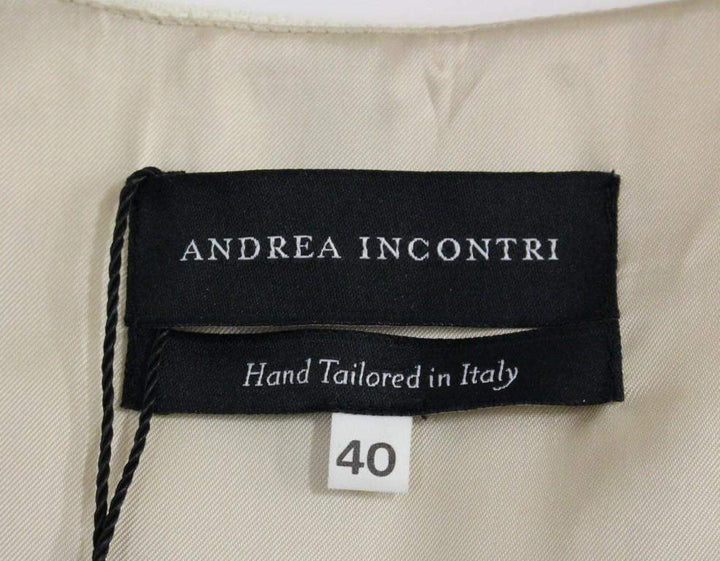 ANDREA INCONTRI
Hand Tailored in Italy
40